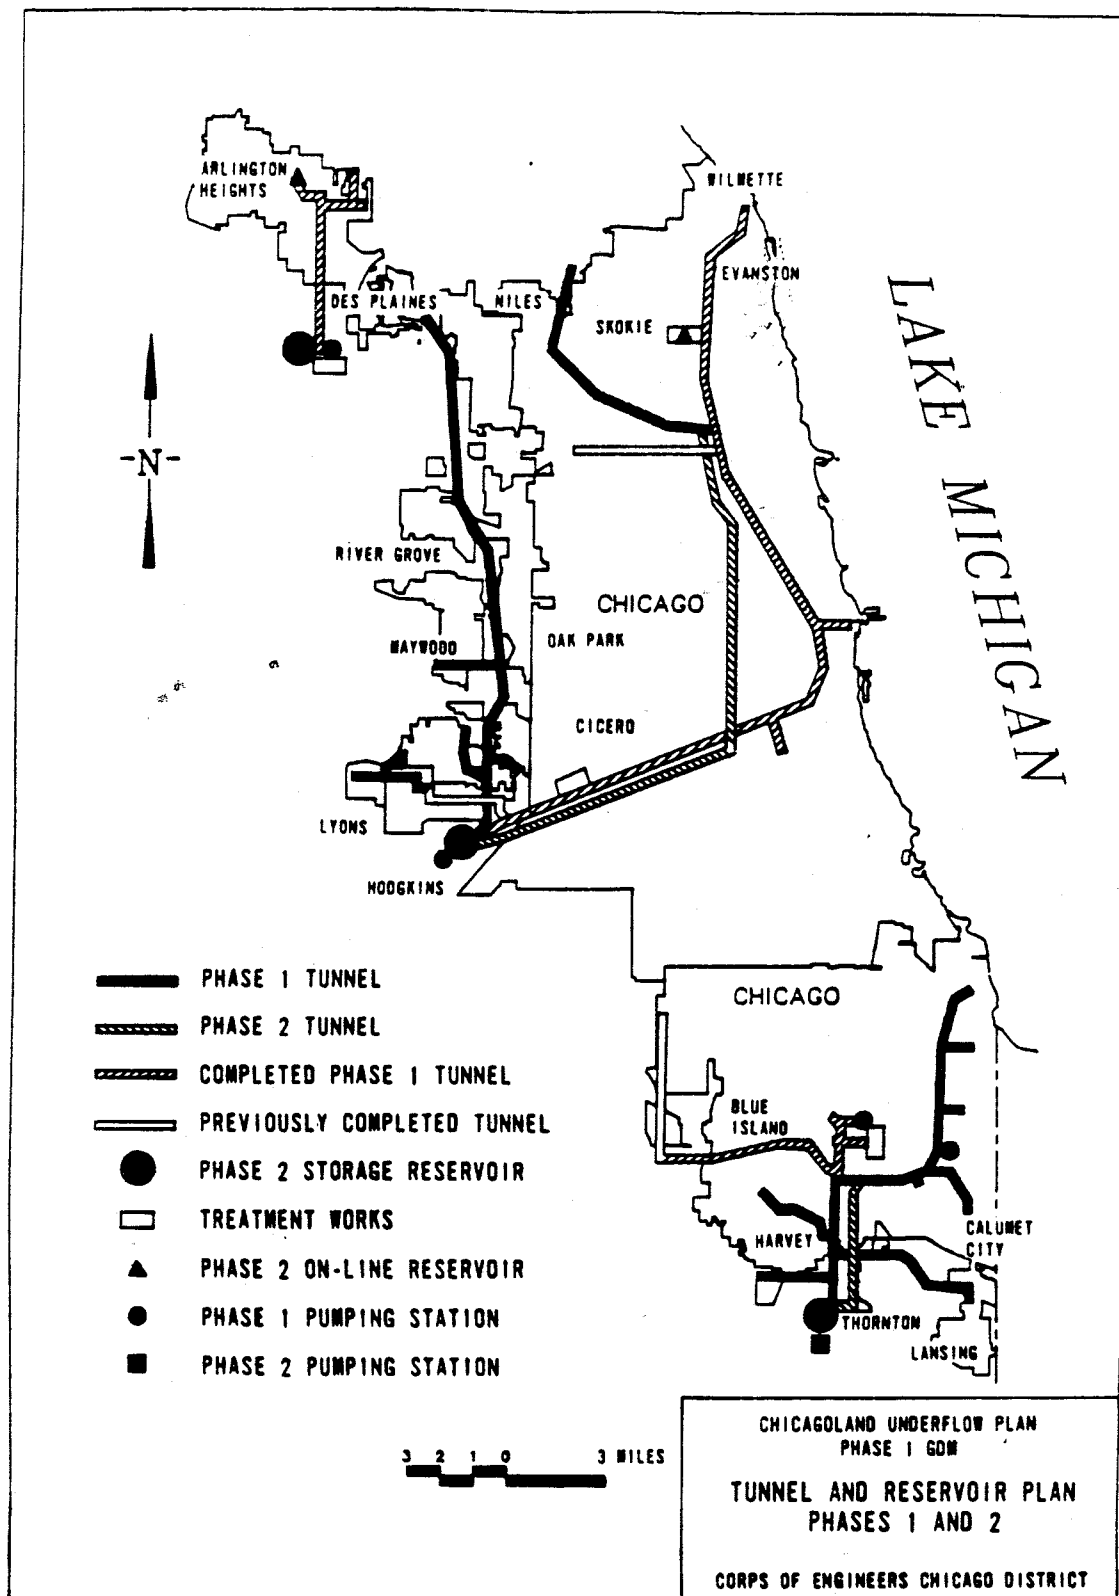 ARLINGTON
HEIGHTS
WILMETTE
EVANSTON
DES PLAINES
NILES
SKOKIE
LAKE MICHIGAN
-N-
RIVER GROVE
CHICAGO
MAYWOOD
OAK PARK
CICERO
LYONS
HODGKINS
CHICAGO
BLUE
ISLAND
HARVEY
CALUMET
CITY
THORNTON
LANSING
PHASE 1 TUNNEL
PHASE 2 TUNNEL
COMPLETED PHASE 1 TUNNEL
PREVIOUSLY COMPLETED TUNNEL
PHASE 2 STORAGE RESERVOIR
TREATMENT WORKS
PHASE 2 ON-LINE RESERVOIR
PHASE 1 PUMPING STATION
PHASE 2 PUMPING STATION
3 2 1 0 3 MILES
CHICAGOLAND UNDERFLOW PLAN
PHASE 1 GDM
TUNNEL AND RESERVOIR PLAN
PHASES 1 AND 2
CORPS OF ENGINEERS CHICAGO DISTRICT